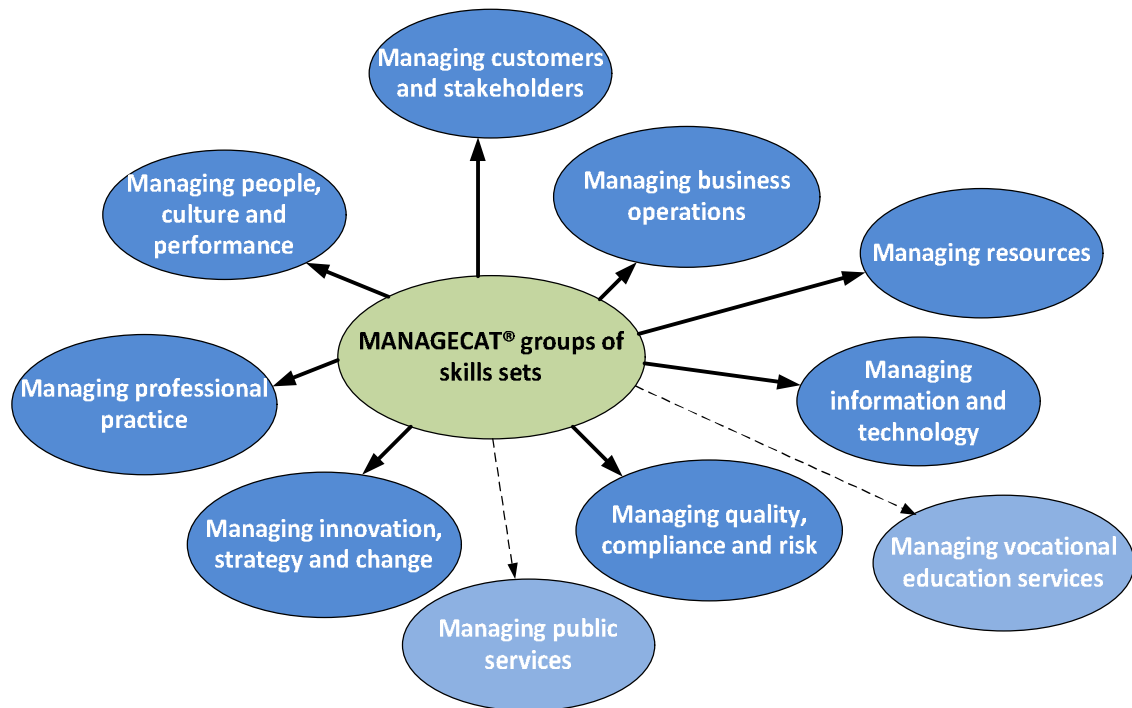 Managing customers
and stakeholders
Managing people,
culture and
performance
Managing business
operations
Managing resources
MANAGECAT® groups of
skills sets
Managing professional
practice
Managing
information and
technology
Managing innovation,
strategy and change
Managing quality,
compliance and risk
Managing vocational
education services
Managing public
services